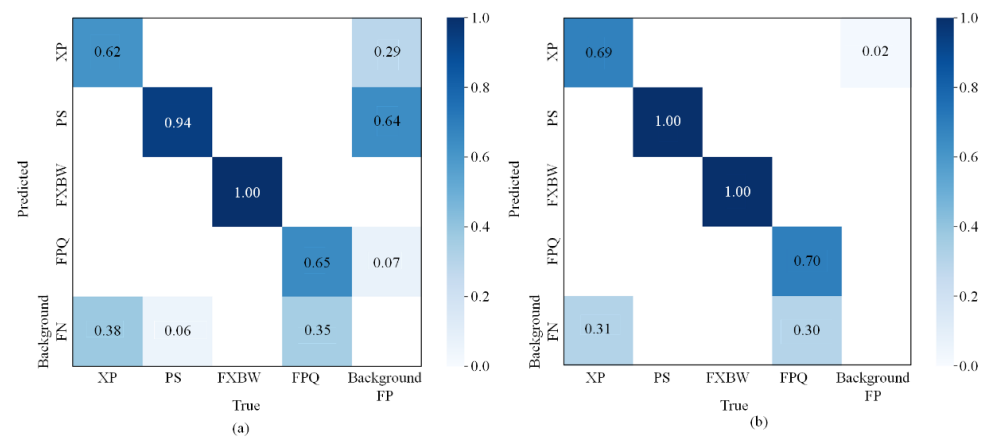 1.0
XP
0.62
0.29
0.8
PS
0.94
0.64
0.6
Predicted
FXBW
1.00
0.4
FPQ
0.65
0.07
0.2
Background
FN
0.38
0.06
0.35
0.0
XP
PS
FXBW
FPQ
Background
FP
True
(a)
1.0
XP
0.69
0.02
0.8
PS
1.00
0.6
Predicted
FXBW
1.00
0.4
FPQ
0.70
0.2
Background
FN
0.31
0.30
0.0
XP
PS
FXBW
FPQ
Background
FP
True
(b)